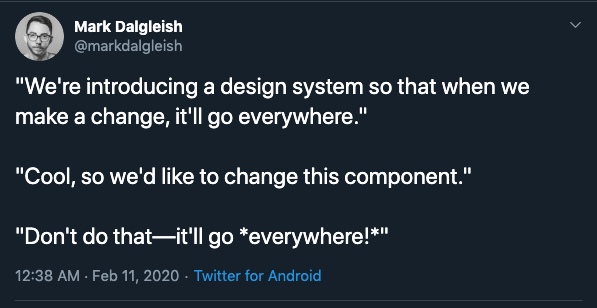 Mark Dalgleish
@markdalgleish
"We're introducing a design system so that when we
make a change, it'll go everywhere."
"Cool, so we'd like to change this component."
"Don't do that—it'll go *everywhere!*"
12:38 AM · Feb 11, 2020 · Twitter for Android